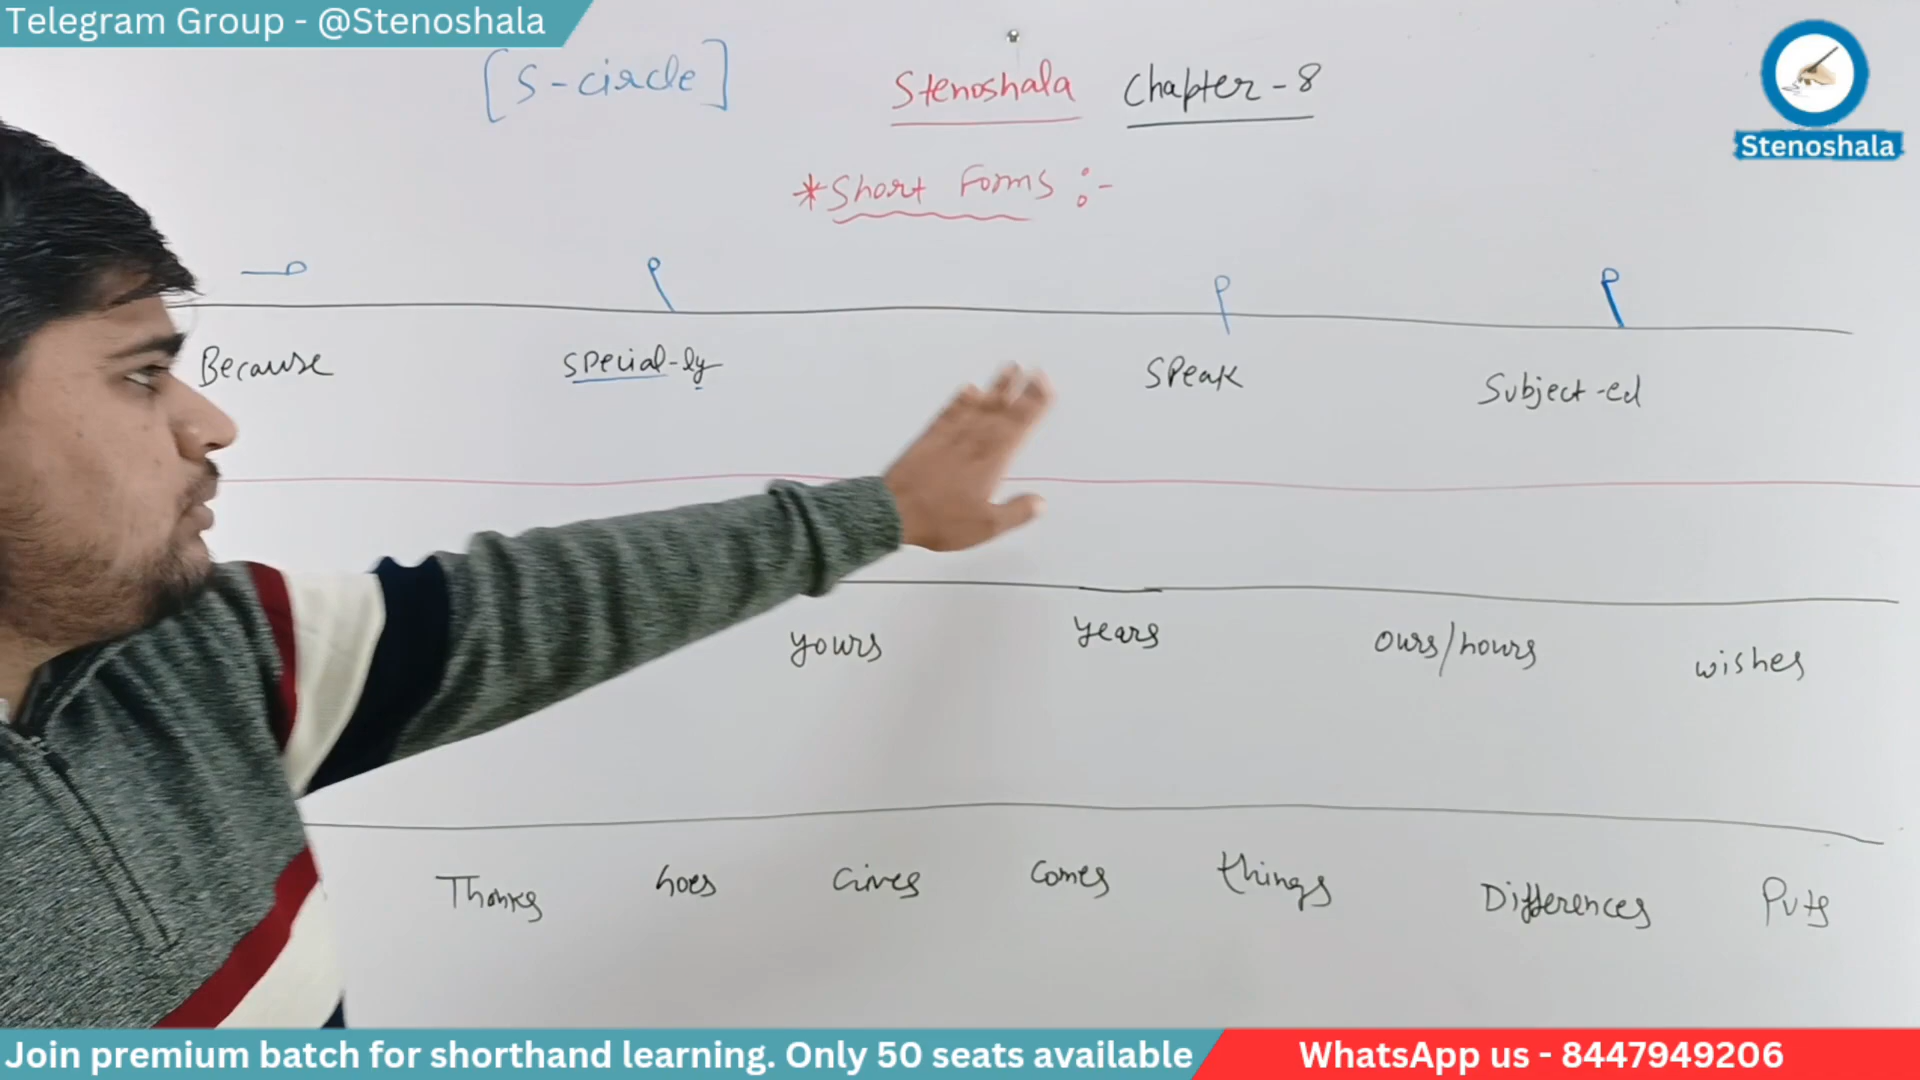 Telegram Group - @Stenoshala
[S-circle]
Stenoshala Chapter-8
Stenoshala
*Short Forms :-
Because Special-ly Speak Subject-ed
yours years ours/hours wishes
Thanks Goes Gives Comes things Differences Puts
Join premium batch for shorthand learning. Only 50 seats available
WhatsApp us - 8447949206